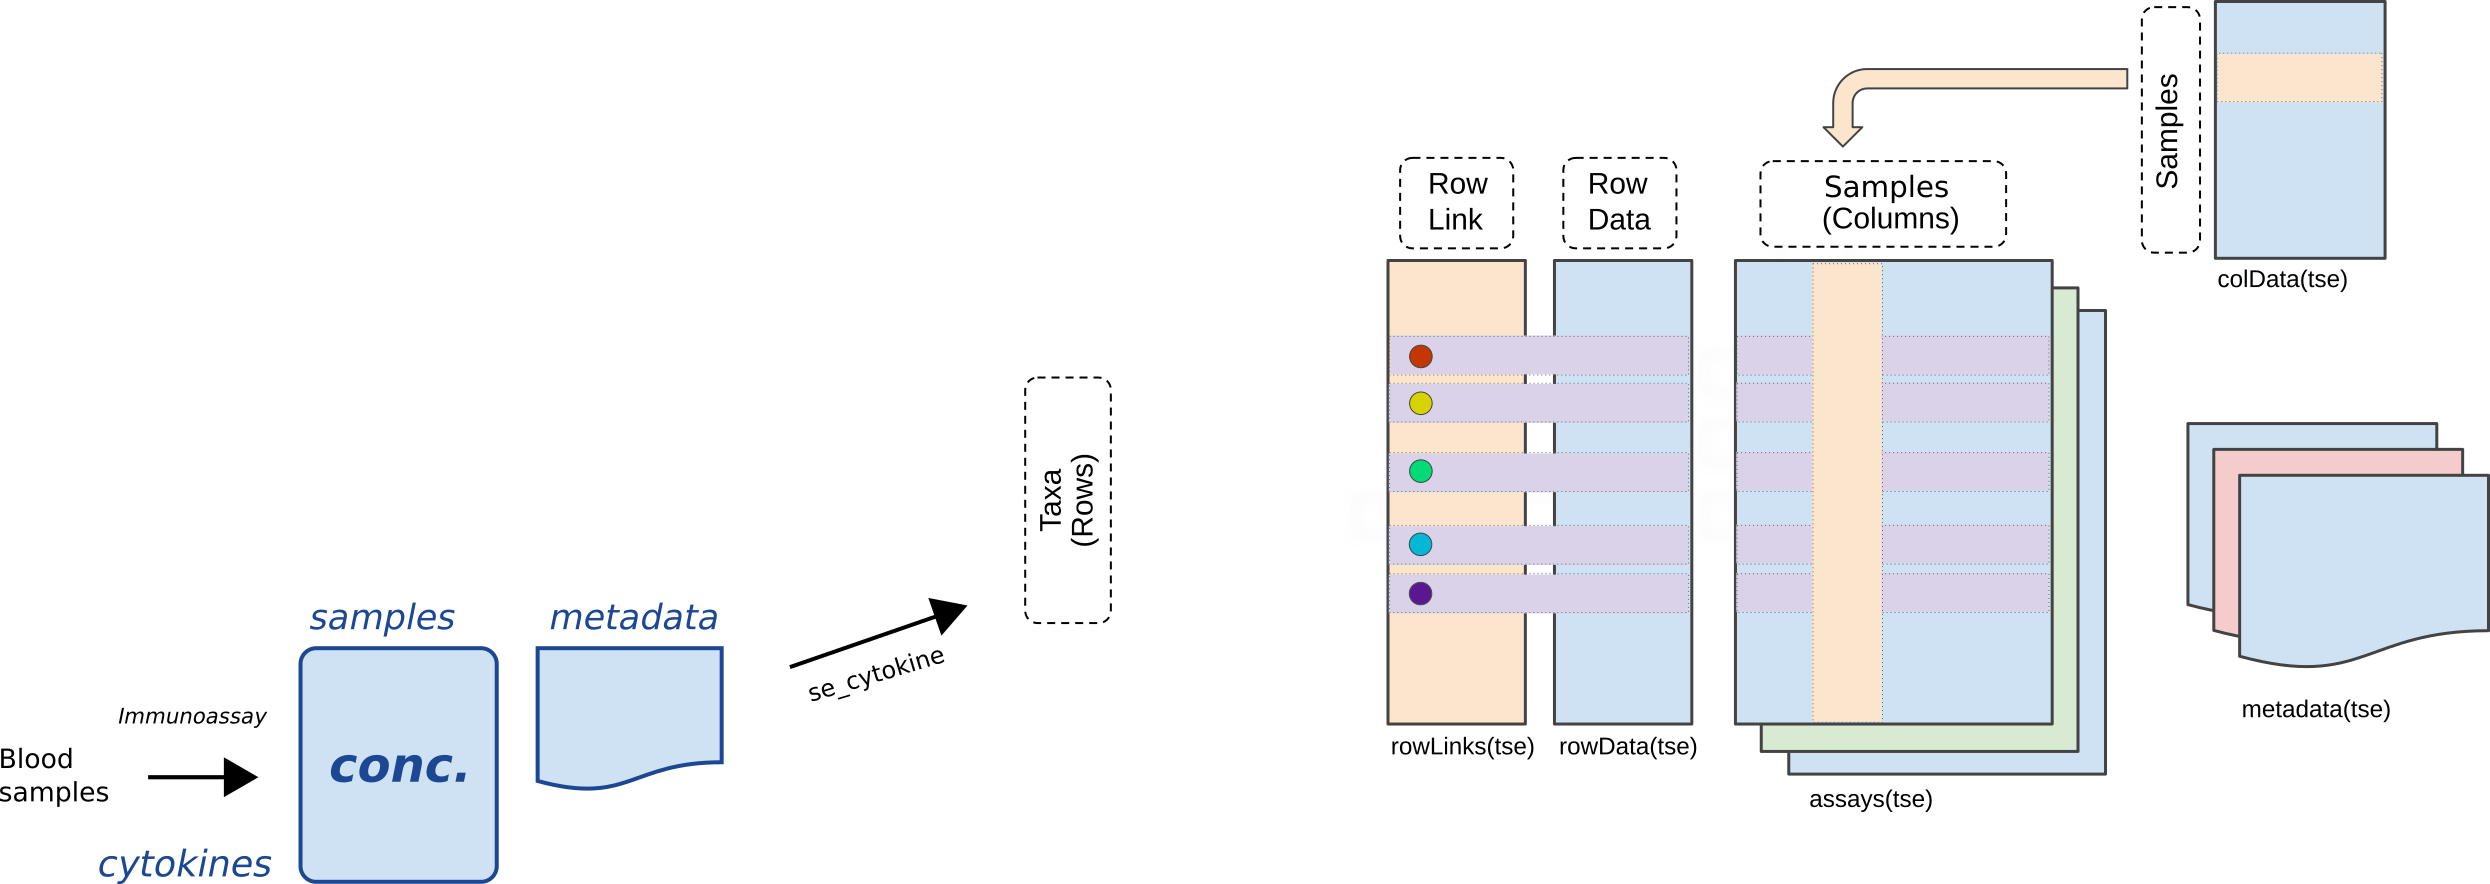 Samples
colData(tse)
Row
Link
Row
Data
Samples
(Columns)
Taxa
(Rows)
rowLinks(tse)
rowData(tse)
assays(tse)
metadata(tse)
samples
metadata
se_cytokine
Immunoassay
Blood
samples
conc.
cytokines